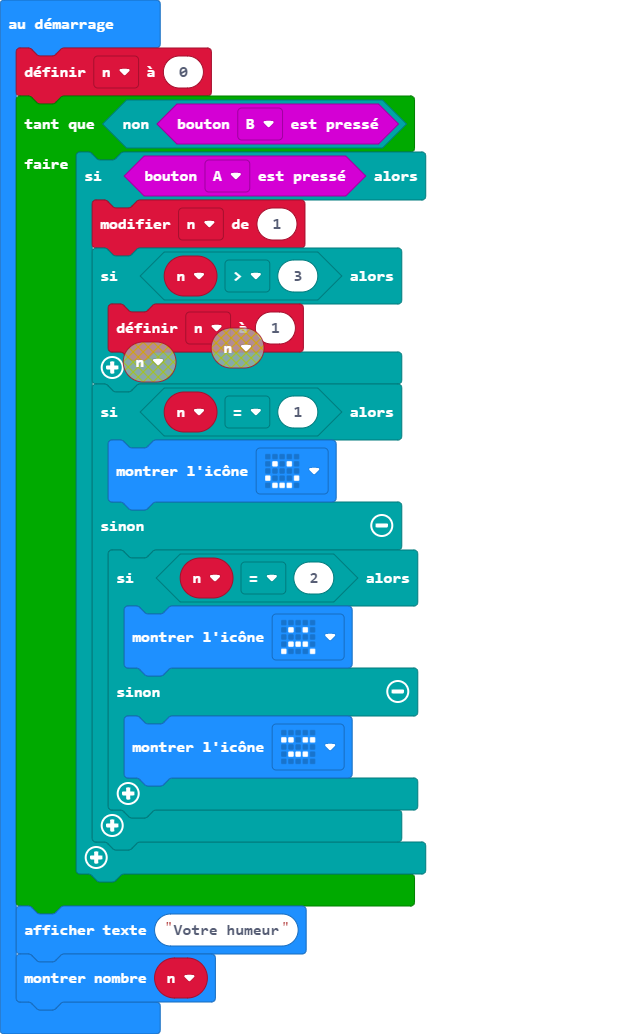 au démarrage
définir n à 0
tant que non bouton B est pressé
faire
si bouton A est pressé alors
modifier n de 1
si n > 3 alors
définir n à 1
n n
si n = 1 alors
montrer l'icône
sinon
si n = 2 alors
montrer l'icône
sinon
montrer l'icône
afficher texte "Votre humeur"
montrer nombre n